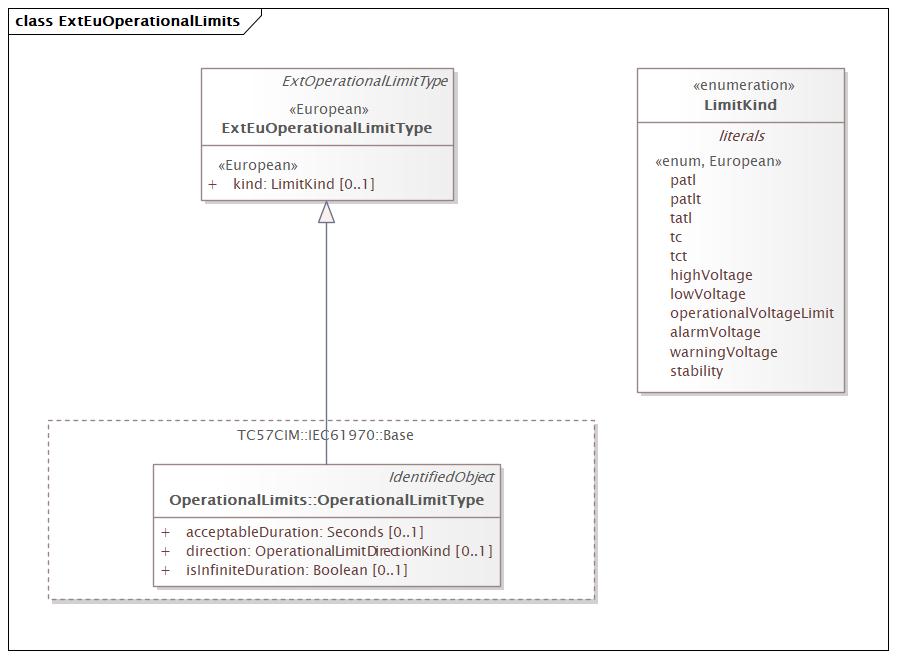 class ExtEuOperationalLimits
ExtOperationalLimitType
«European»
ExtEuOperationalLimitType
«European»
+ kind: LimitKind [0..1]
«enumeration»
LimitKind
literals
«enum, European»
patl
patlt
tatl
tc
tct
highVoltage
lowVoltage
operationalVoltageLimit
alarmVoltage
warningVoltage
stability
TC57CIM::IEC61970::Base
IdentifiedObject
OperationalLimits::OperationalLimitType
+ acceptableDuration: Seconds [0..1]
+ direction: OperationalLimitDirectionKind [0..1]
+ isInfiniteDuration: Boolean [0..1]